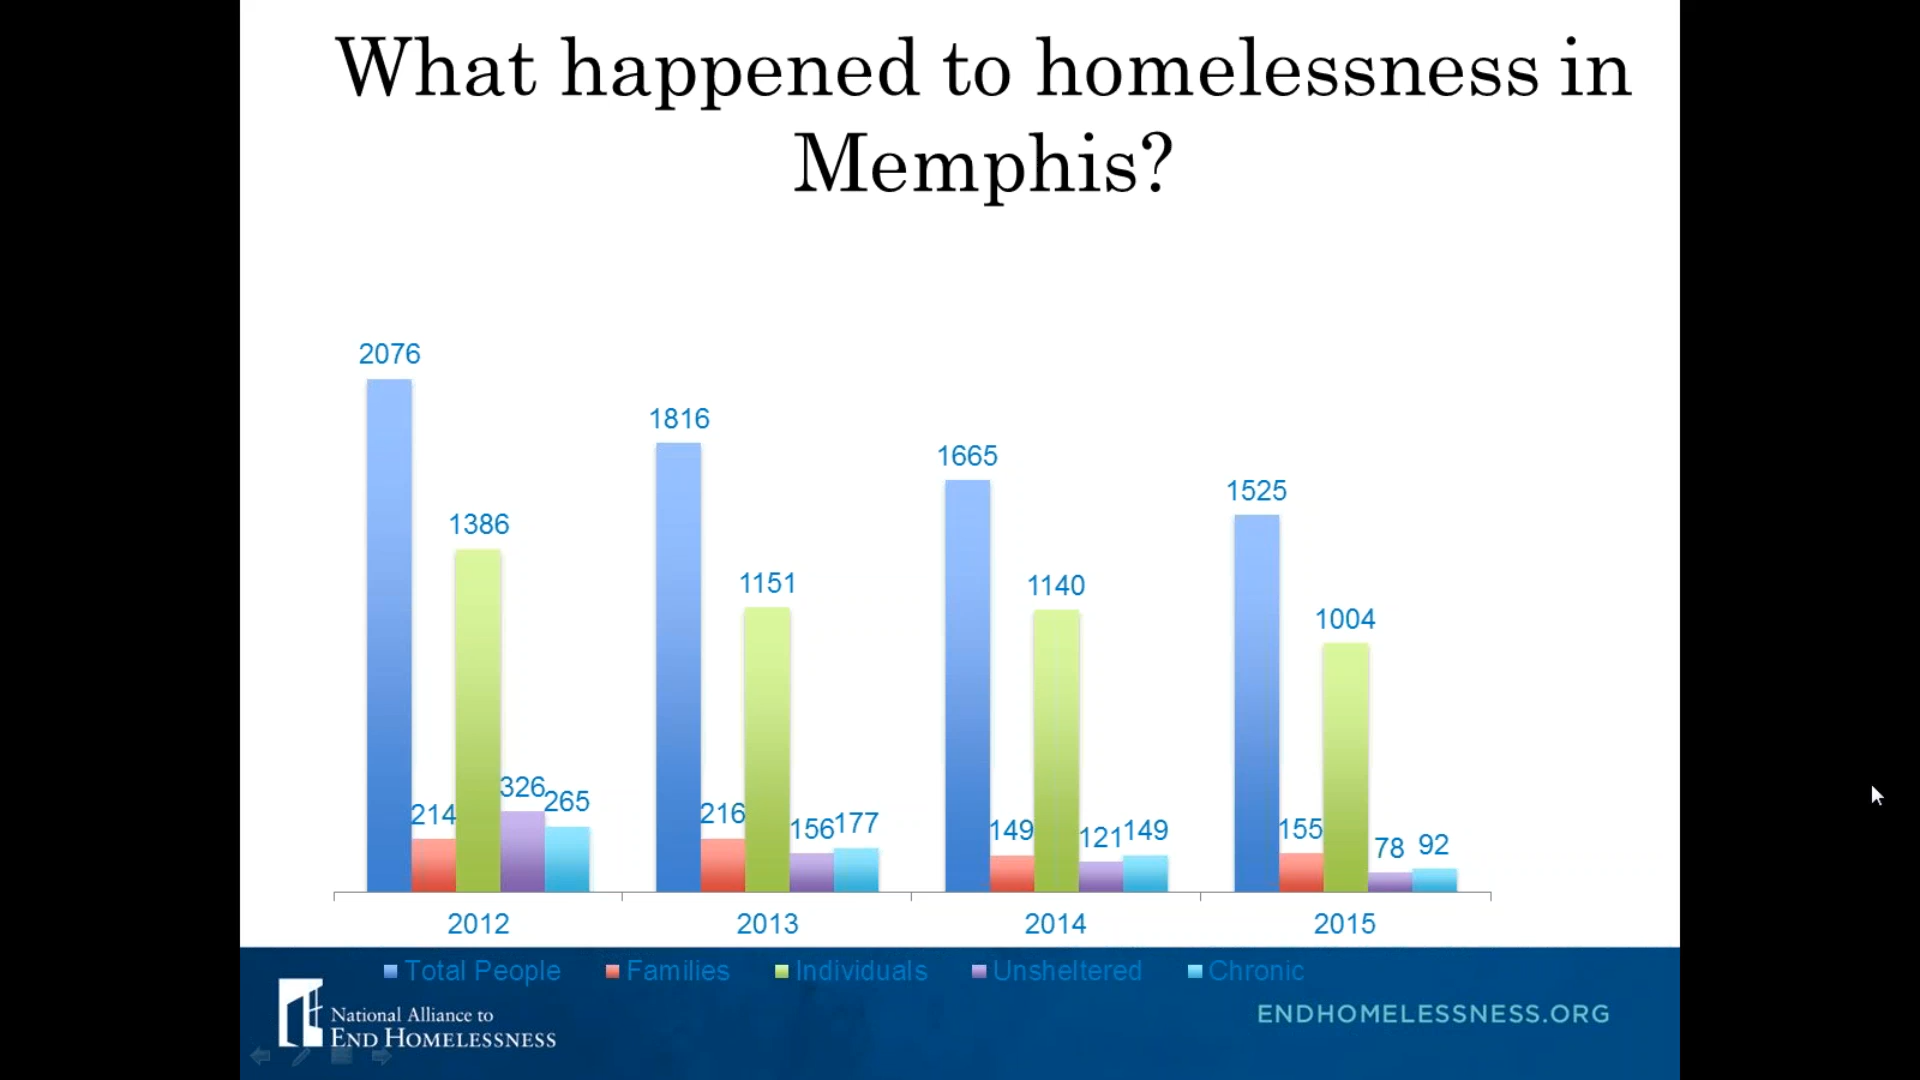 What happened to homelessness in
Memphis?
2076
1816
1665
1525
1386
1151
1140
1004
326
265
214
216
156
177
149
121
149
155
78
92
2012
2013
2014
2015
Total People
Families
Individuals
Unsheltered
Chronic
National Alliance to
END HOMELESSNESS
ENDHOMELESSNESS.ORG